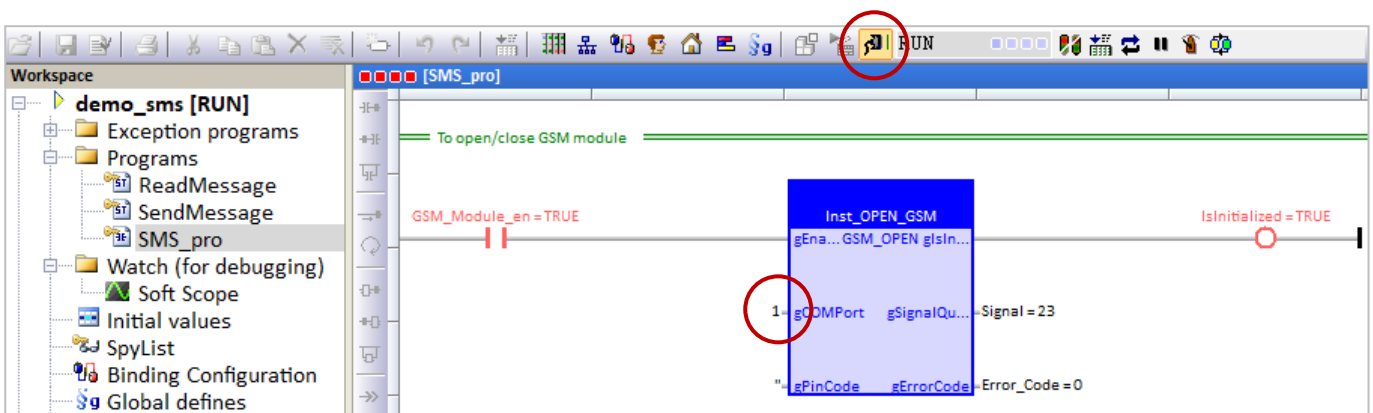 RUN
Workspace
[SMS_pro]
demo_sms [RUN]
Exception programs
Programs
ReadMessage
SendMessage
SMS_pro
Watch (for debugging)
Soft Scope
Initial values
SpyList
Binding Configuration
Global defines
To open/close GSM module
GSM_Module_en = TRUE
Inst_OPEN_GSM
IsInitialized = TRUE
gEna... GSM_OPEN gIsIn...
1 gCOMPort gSignalQu... Signal = 23
" gPinCode gErrorCode Error_Code = 0